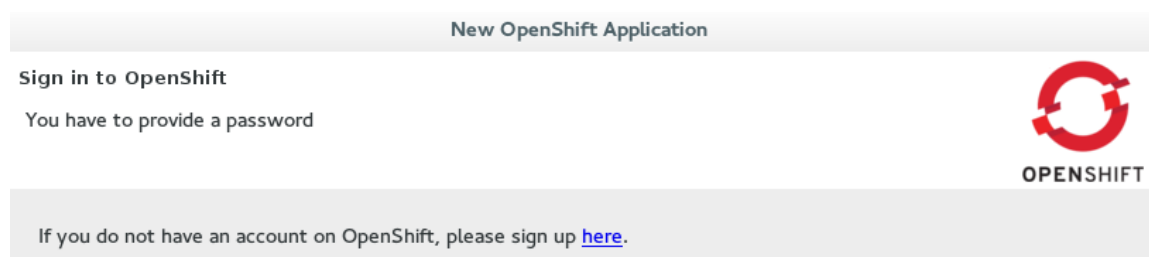 New OpenShift Application
Sign in to OpenShift
You have to provide a password
OPENSHIFT
If you do not have an account on OpenShift, please sign up here.